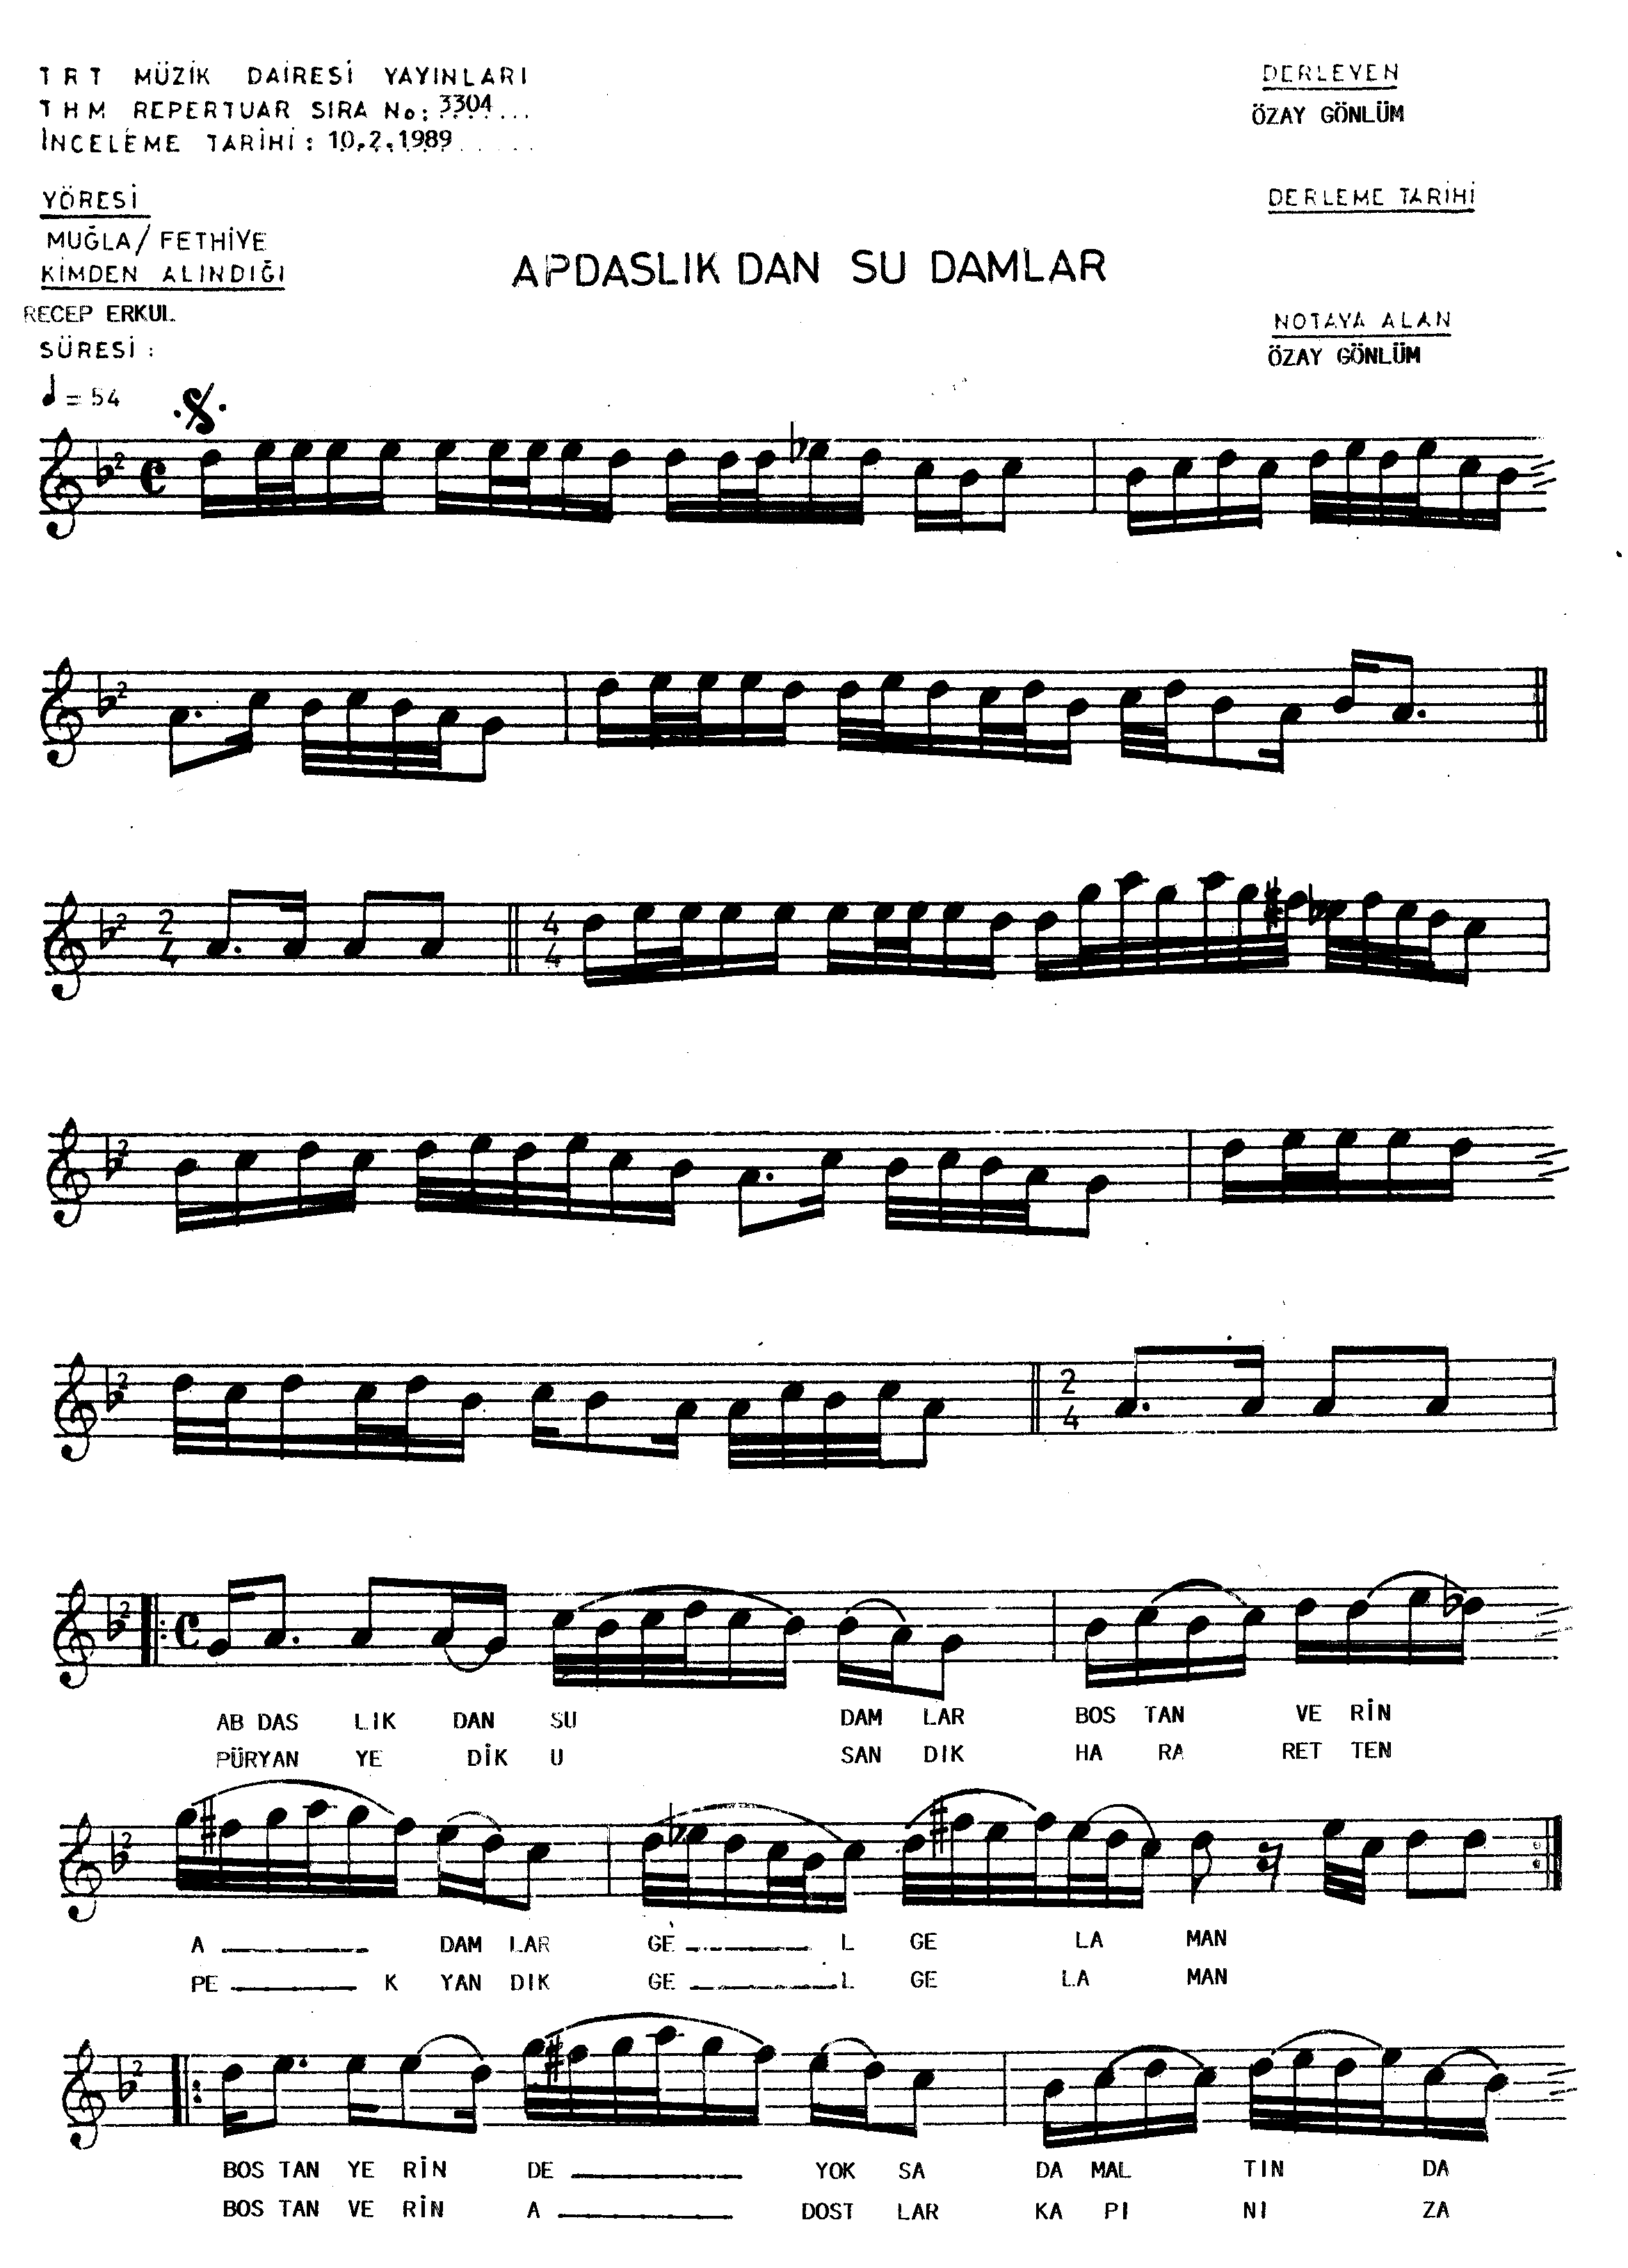 TRT MÜZİK DAİRESİ YAYINLARI
THM REPERTUAR SIRA No: 3304
İNCELEME TARİHİ : 10.2.1989
DERLEYEN
ÖZAY GÖNLÜM
YÖRESİ
MUĞLA/FETHİYE
KİMDEN ALINDIĞI
RECEP ERKUL
SÜRESİ :
DERLEME TARİHİ
APDASLIK DAN SU DAMLAR
NOTAYA ALAN
ÖZAY GÖNLÜM
= 54
AB DAS LIK DAN SU DAM LAR BOS TAN VE RİN
PÜRYAN YE DİK U SAN DIK HA RA RET TEN
A DAM LAR GE L GE LA MAN
PE K YAN DIK GE L GE LA MAN
BOS TAN YE RİN DE YOK SA DA MAL TIN DA
BOS TAN VE RİN A DOST LAR KA PI NI ZA